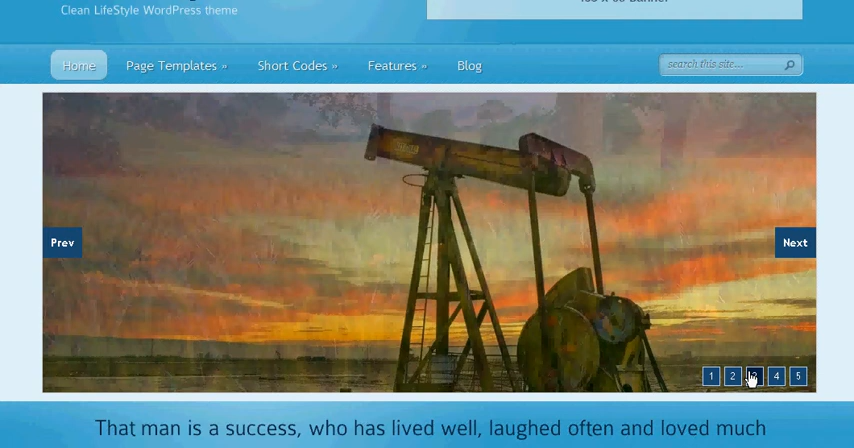 Clean LifeStyle WordPress theme
Home
Page Templates »
Short Codes »
Features »
Blog
search this site...
Prev
Next
1 2 3 4 5
That man is a success, who has lived well, laughed often and loved much